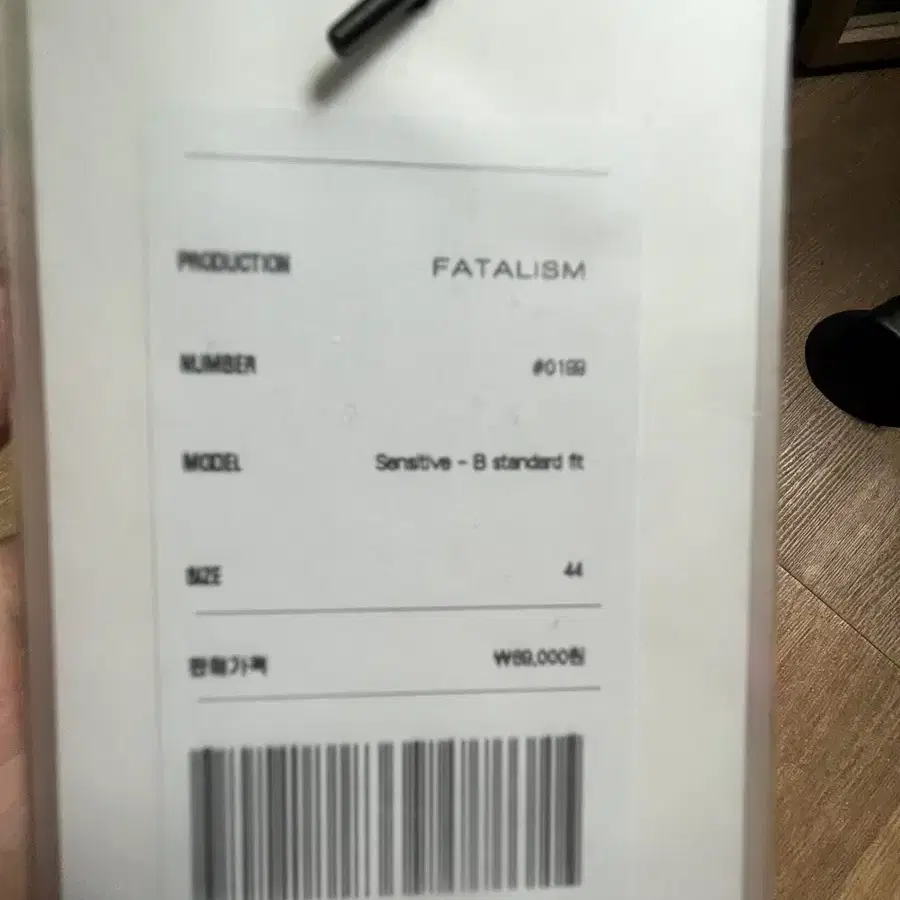 PRODUCTION FATALISM
NUMBER #0199
MODEL Sensitive - B standard fit
SIZE 44
판매가격 ₩69,000원